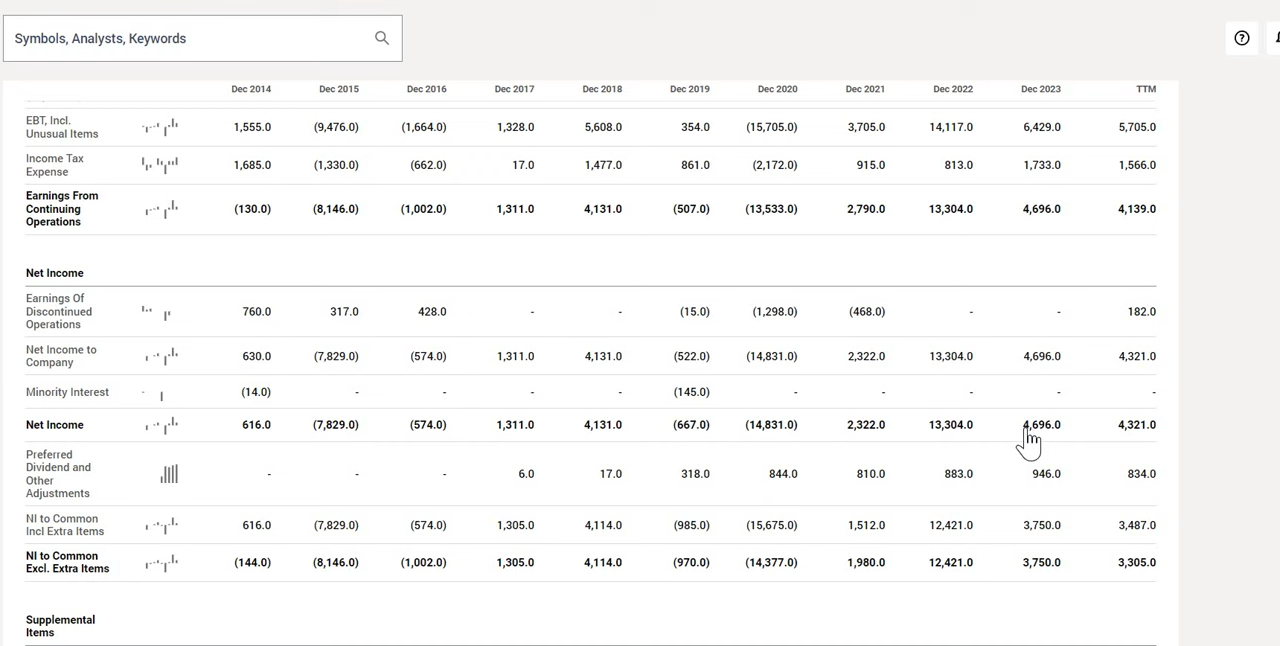 Symbols, Analysts, Keywords
Dec 2014 Dec 2015 Dec 2016 Dec 2017 Dec 2018 Dec 2019 Dec 2020 Dec 2021 Dec 2022 Dec 2023 TTM
EBT, Incl.
Unusual Items 1,555.0 (9,476.0) (1,664.0) 1,328.0 5,608.0 354.0 (15,705.0) 3,705.0 14,117.0 6,429.0 5,705.0
Income Tax
Expense 1,685.0 (1,330.0) (662.0) 17.0 1,477.0 861.0 (2,172.0) 915.0 813.0 1,733.0 1,566.0
Earnings From
Continuing (130.0) (8,146.0) (1,002.0) 1,311.0 4,131.0 (507.0) (13,533.0) 2,790.0 13,304.0 4,696.0 4,139.0
Operations
Net Income
Earnings Of
Discontinued 760.0 317.0 428.0 - - (15.0) (1,298.0) (468.0) - - 182.0
Operations
Net Income to
Company 630.0 (7,829.0) (574.0) 1,311.0 4,131.0 (522.0) (14,831.0) 2,322.0 13,304.0 4,696.0 4,321.0
Minority Interest (14.0) - - - - (145.0) - - - - -
Net Income 616.0 (7,829.0) (574.0) 1,311.0 4,131.0 (667.0) (14,831.0) 2,322.0 13,304.0 4,696.0 4,321.0
Preferred
Dividend and
Other - - - 6.0 17.0 318.0 844.0 810.0 883.0 946.0 834.0
Adjustments
NI to Common
Incl Extra Items 616.0 (7,829.0) (574.0) 1,305.0 4,114.0 (985.0) (15,675.0) 1,512.0 12,421.0 3,750.0 3,487.0
NI to Common
Excl. Extra Items (144.0) (8,146.0) (1,002.0) 1,305.0 4,114.0 (970.0) (14,377.0) 1,980.0 12,421.0 3,750.0 3,305.0
Supplemental
Items